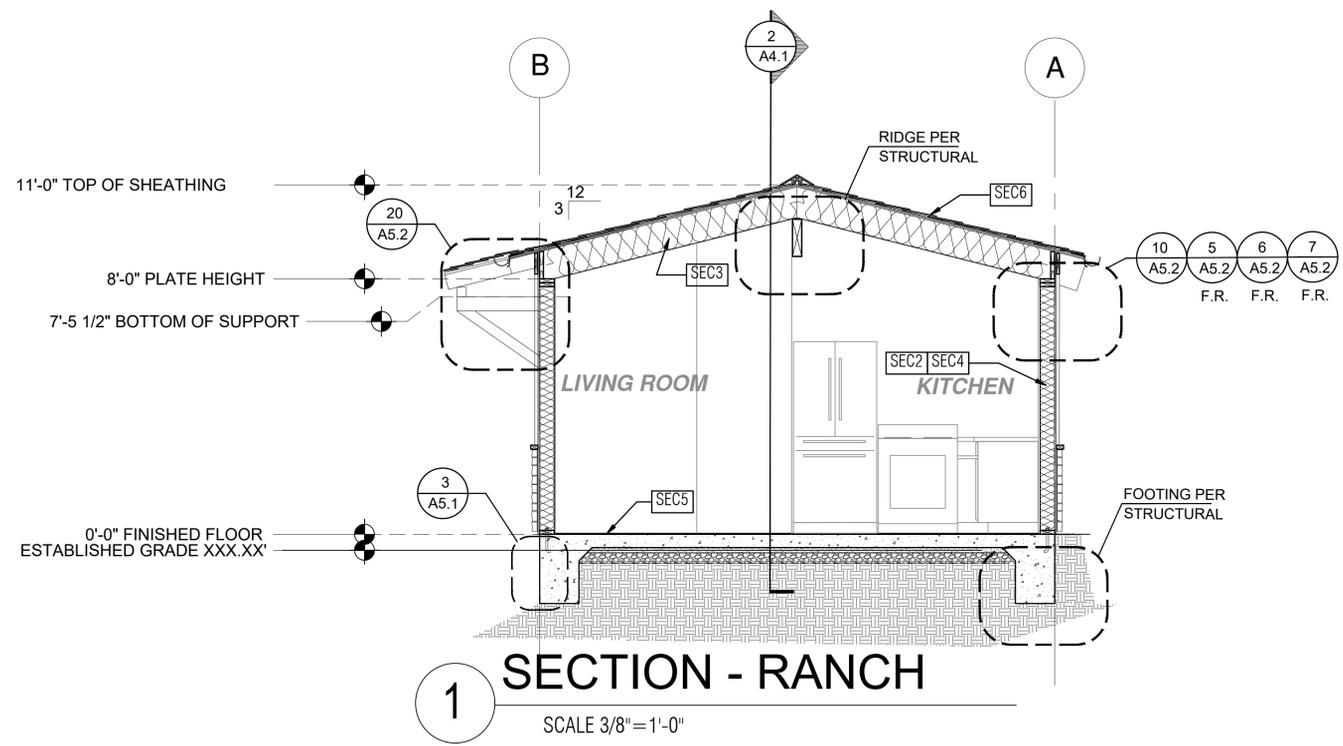 2
A4.1
B
A
RIDGE PER
STRUCTURAL
11'-0" TOP OF SHEATHING
12
3
SEC6
20
A5.2
10
A5.2
5
A5.2
6
A5.2
7
A5.2
F.R.
F.R.
F.R.
8'-0" PLATE HEIGHT
SEC3
7'-5 1/2" BOTTOM OF SUPPORT
SEC2 SEC4
LIVING ROOM
KITCHEN
3
A5.1
SEC5
FOOTING PER
STRUCTURAL
0'-0" FINISHED FLOOR
ESTABLISHED GRADE XXX.XX'
1
SECTION - RANCH
SCALE 3/8"=1'-0"